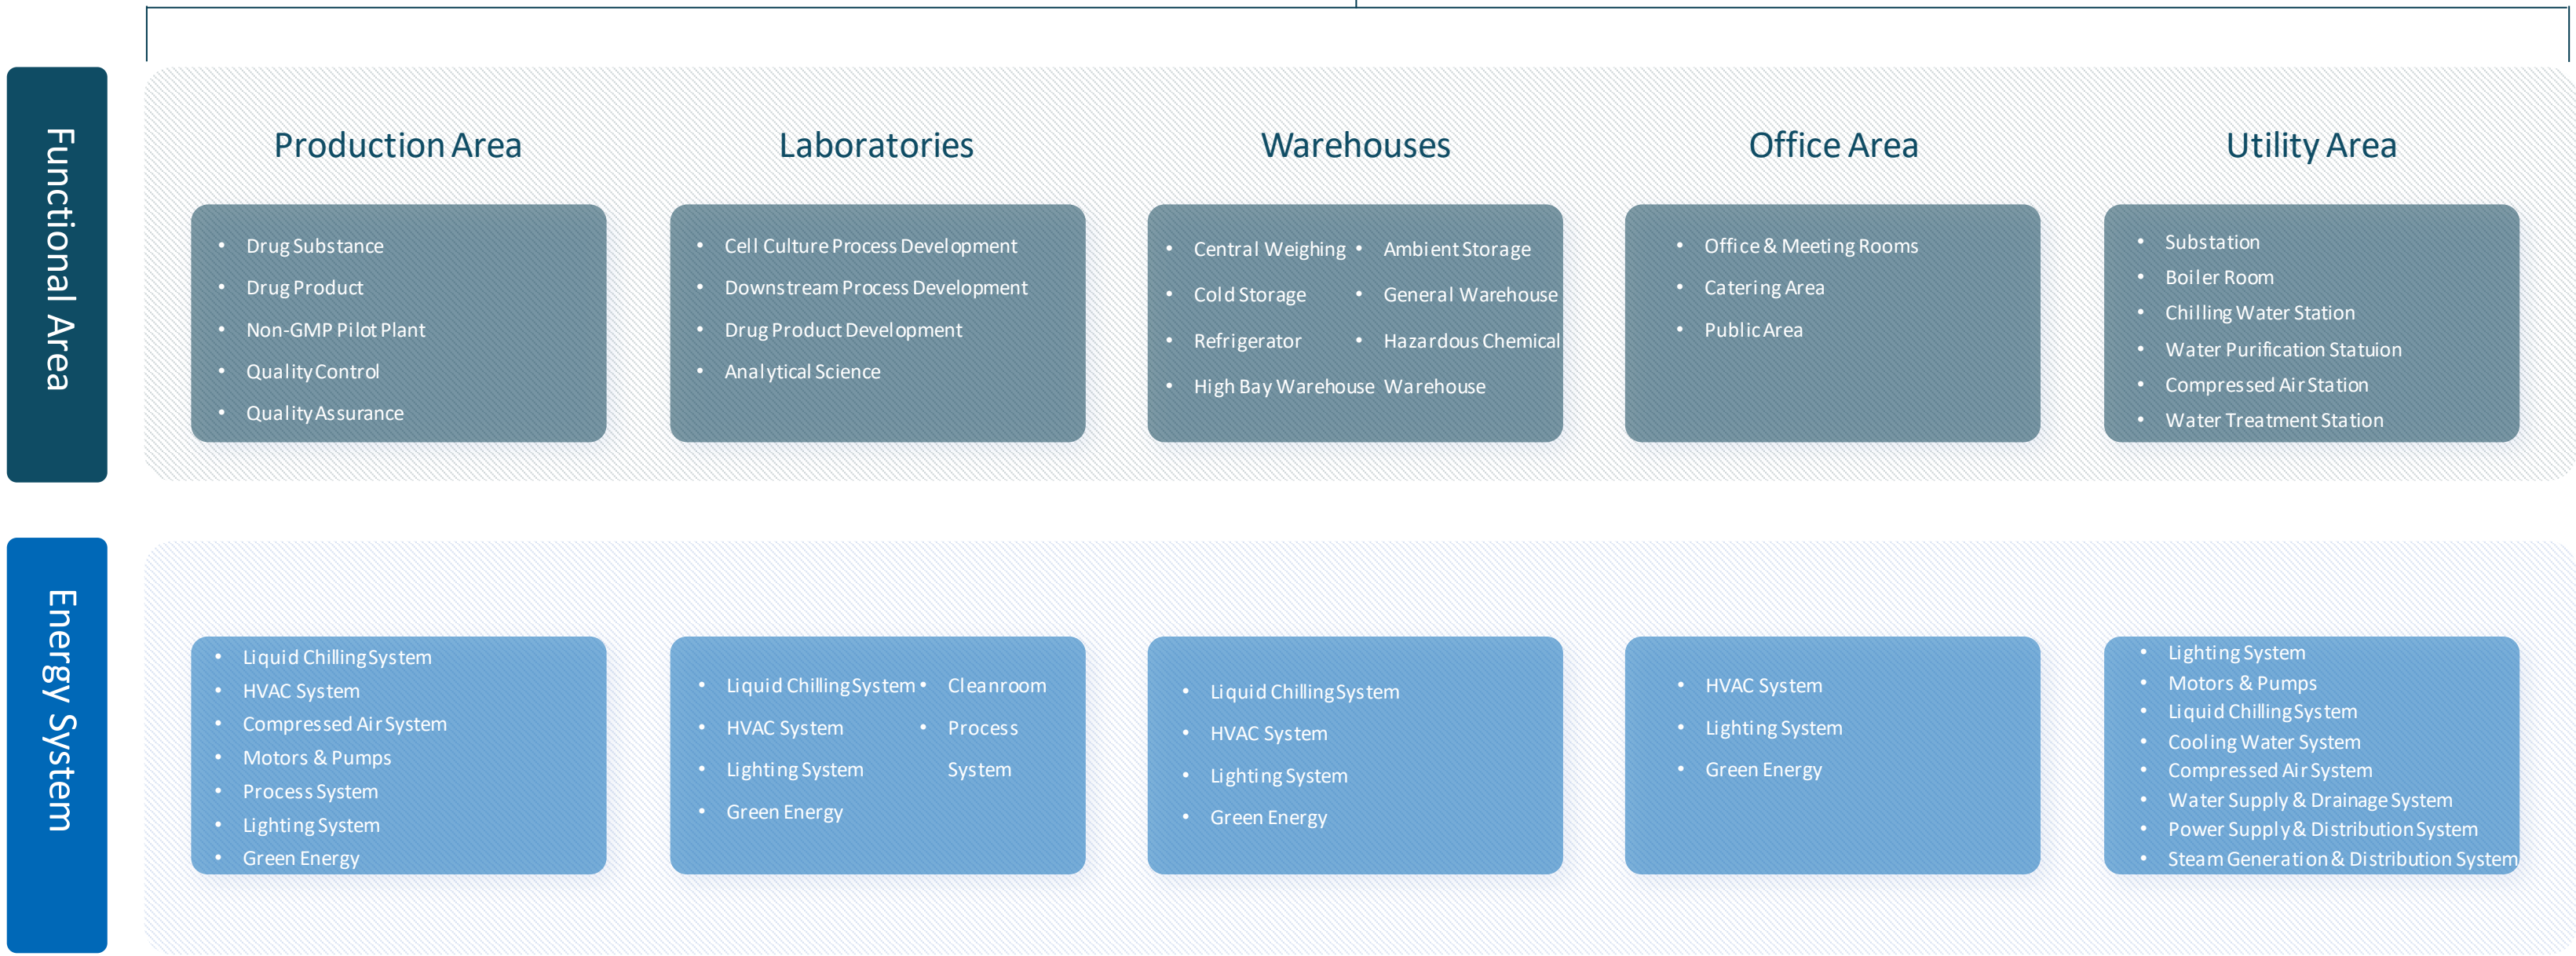 Functional Area
Production Area
Drug Substance
Drug Product
Non-GMP Pilot Plant
Quality Control
Quality Assurance
Laboratories
Cell Culture Process Development
Downstream Process Development
Drug Product Development
Analytical Science
Warehouses
Central Weighing
Cold Storage
Refrigerator
High Bay Warehouse
Ambient Storage
General Warehouse
Hazardous Chemical
Warehouse
Office Area
Office & Meeting Rooms
Catering Area
Public Area
Utility Area
Substation
Boiler Room
Chilling Water Station
Water Purification Statuion
Compressed Air Station
Water Treatment Station
Energy System
Liquid Chilling System
HVAC System
Compressed Air System
Motors & Pumps
Process System
Lighting System
Green Energy
Liquid Chilling System
HVAC System
Lighting System
Green Energy
Cleanroom
Process
System
Liquid Chilling System
HVAC System
Lighting System
Green Energy
HVAC System
Lighting System
Green Energy
Lighting System
Motors & Pumps
Liquid Chilling System
Cooling Water System
Compressed Air System
Water Supply & Drainage System
Power Supply & Distribution System
Steam Generation & Distribution System